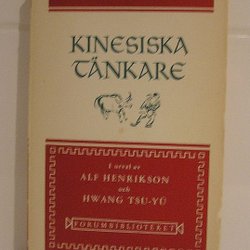 KINESISKA
TÄNKARE
I urval av
ALF HENRIKSON
och
HWANG TSU-YÜ
FORUMBIBLIOTEKET